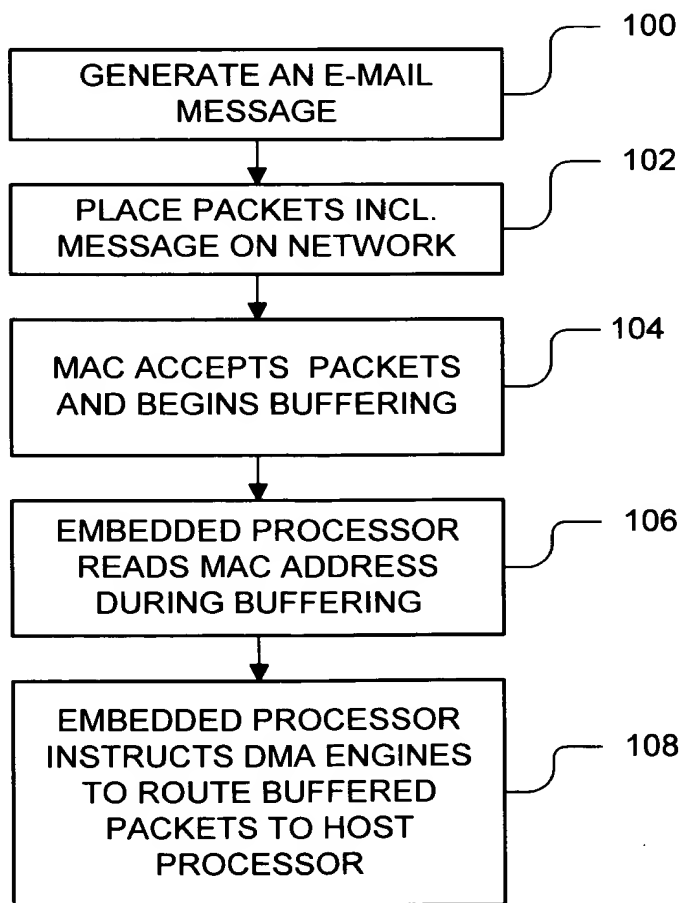 100
GENERATE AN E-MAIL
MESSAGE
102
PLACE PACKETS INCL.
MESSAGE ON NETWORK
104
MAC ACCEPTS PACKETS
AND BEGINS BUFFERING
106
EMBEDDED PROCESSOR
READS MAC ADDRESS
DURING BUFFERING
108
EMBEDDED PROCESSOR
INSTRUCTS DMA ENGINES
TO ROUTE BUFFERED
PACKETS TO HOST
PROCESSOR